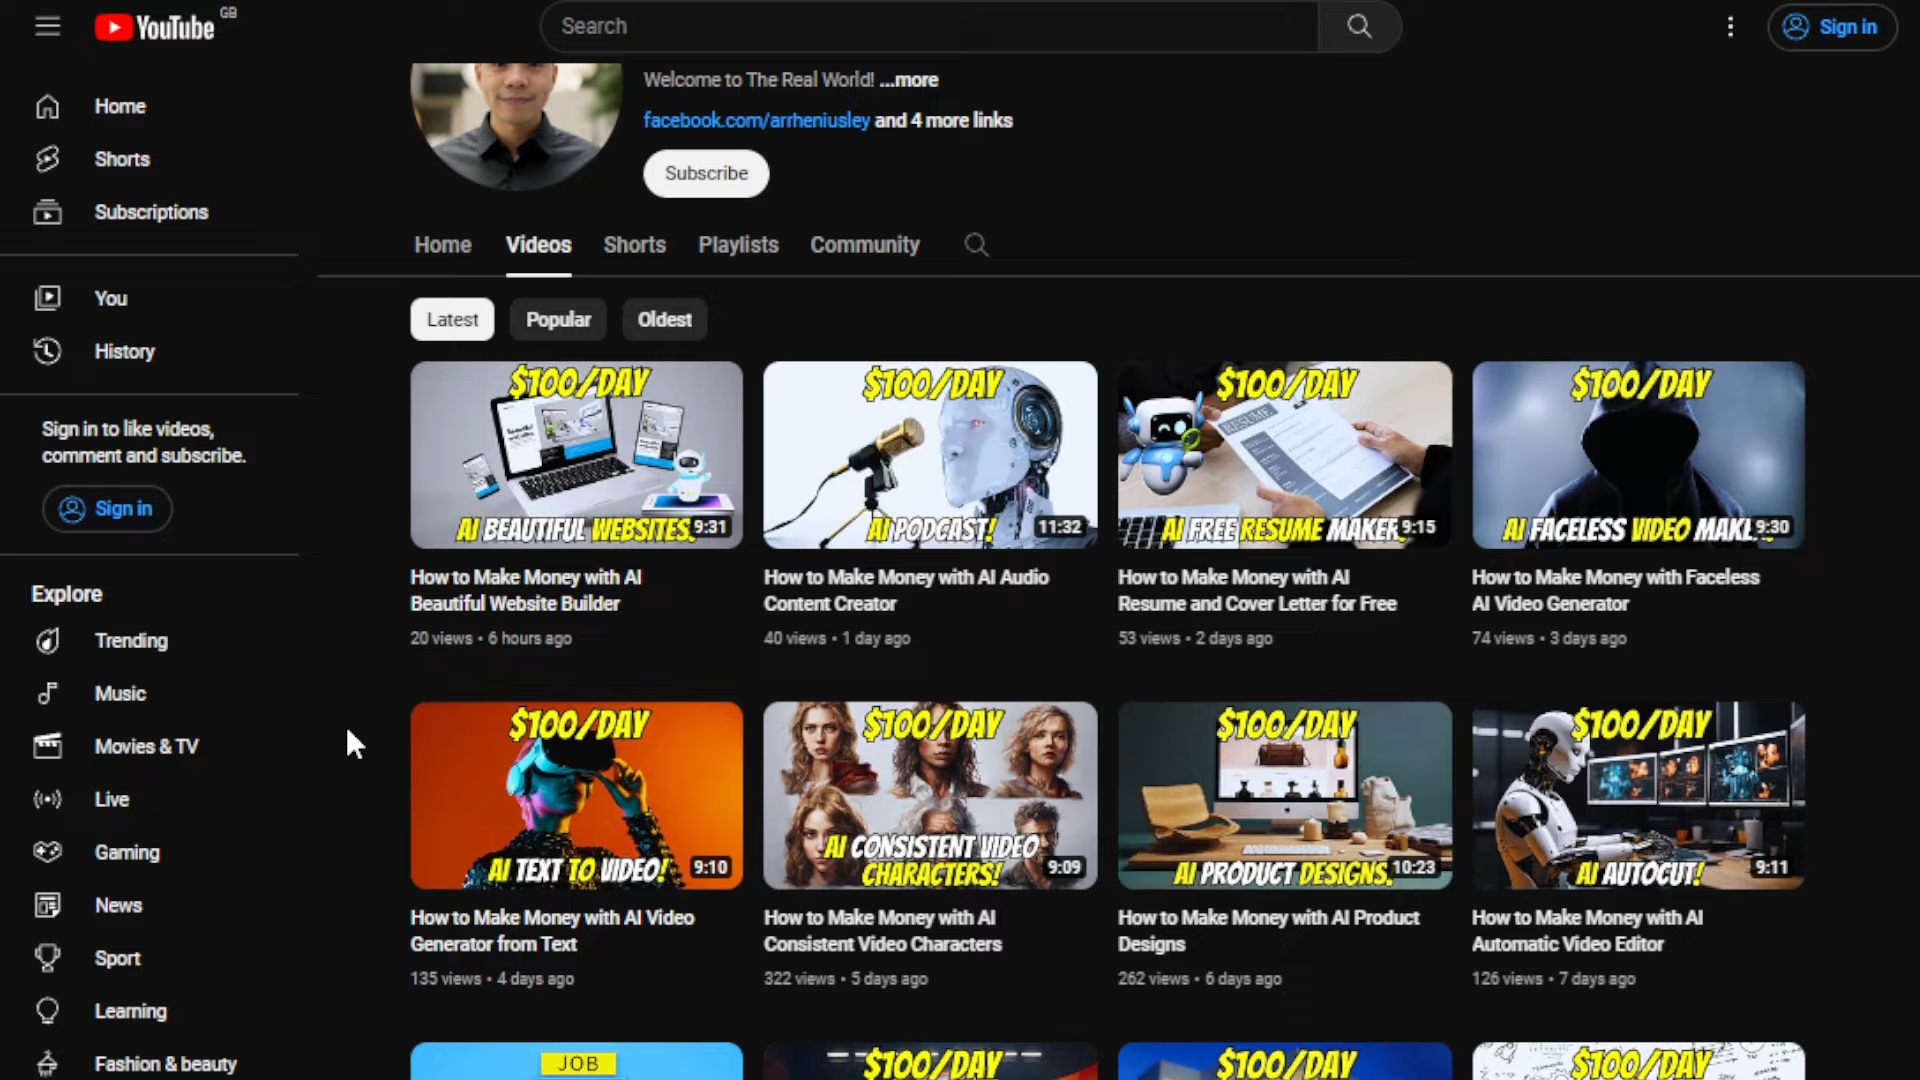 YouTube GB
Search
Sign in
Home
Shorts
Subscriptions
You
History
Sign in to like videos,
comment and subscribe.
Sign in
Explore
Trending
Music
Movies & TV
Live
Gaming
News
Sport
Learning
Fashion & beauty
Welcome to The Real World! ...more
facebook.com/arrheniusley and 4 more links
Subscribe
Home Videos Shorts Playlists Community
Latest Popular Oldest
$100/DAY
AI BEAUTIFUL WEBSITES
9:31
How to Make Money with AI
Beautiful Website Builder
20 views • 6 hours ago
$100/DAY
AI PODCAST!
11:32
How to Make Money with AI Audio
Content Creator
40 views • 1 day ago
$100/DAY
RESUME
AI FREE RESUME MAKER
9:15
How to Make Money with AI
Resume and Cover Letter for Free
53 views • 2 days ago
$100/DAY
AI FACELESS VIDEO
9:30
How to Make Money with Faceless
AI Video Generator
74 views • 3 days ago
$100/DAY
AI TEXT TO VIDEO!
9:10
How to Make Money with AI Video
Generator from Text
135 views • 4 days ago
$100/DAY
AI CONSISTENT VIDEO
CHARACTERS!
9:09
How to Make Money with AI
Consistent Video Characters
322 views • 5 days ago
$100/DAY
AI PRODUCT DESIGNS
10:23
How to Make Money with AI Product
Designs
262 views • 6 days ago
$100/DAY
AI AUTOCUT!
9:11
How to Make Money with AI
Automatic Video Editor
126 views • 7 days ago
JOB
$100/DAY
$100/DAY
$100/DAY